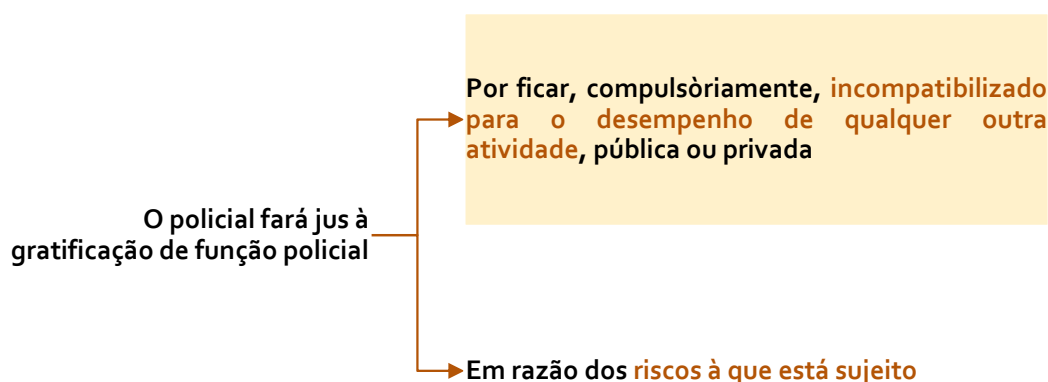 Por ficar, compulsòriamente, incompatibilizado
para o desempenho de qualquer outra
atividade, pública ou privada
O policial fará jus à
gratificação de função policial
Em razão dos riscos à que está sujeito